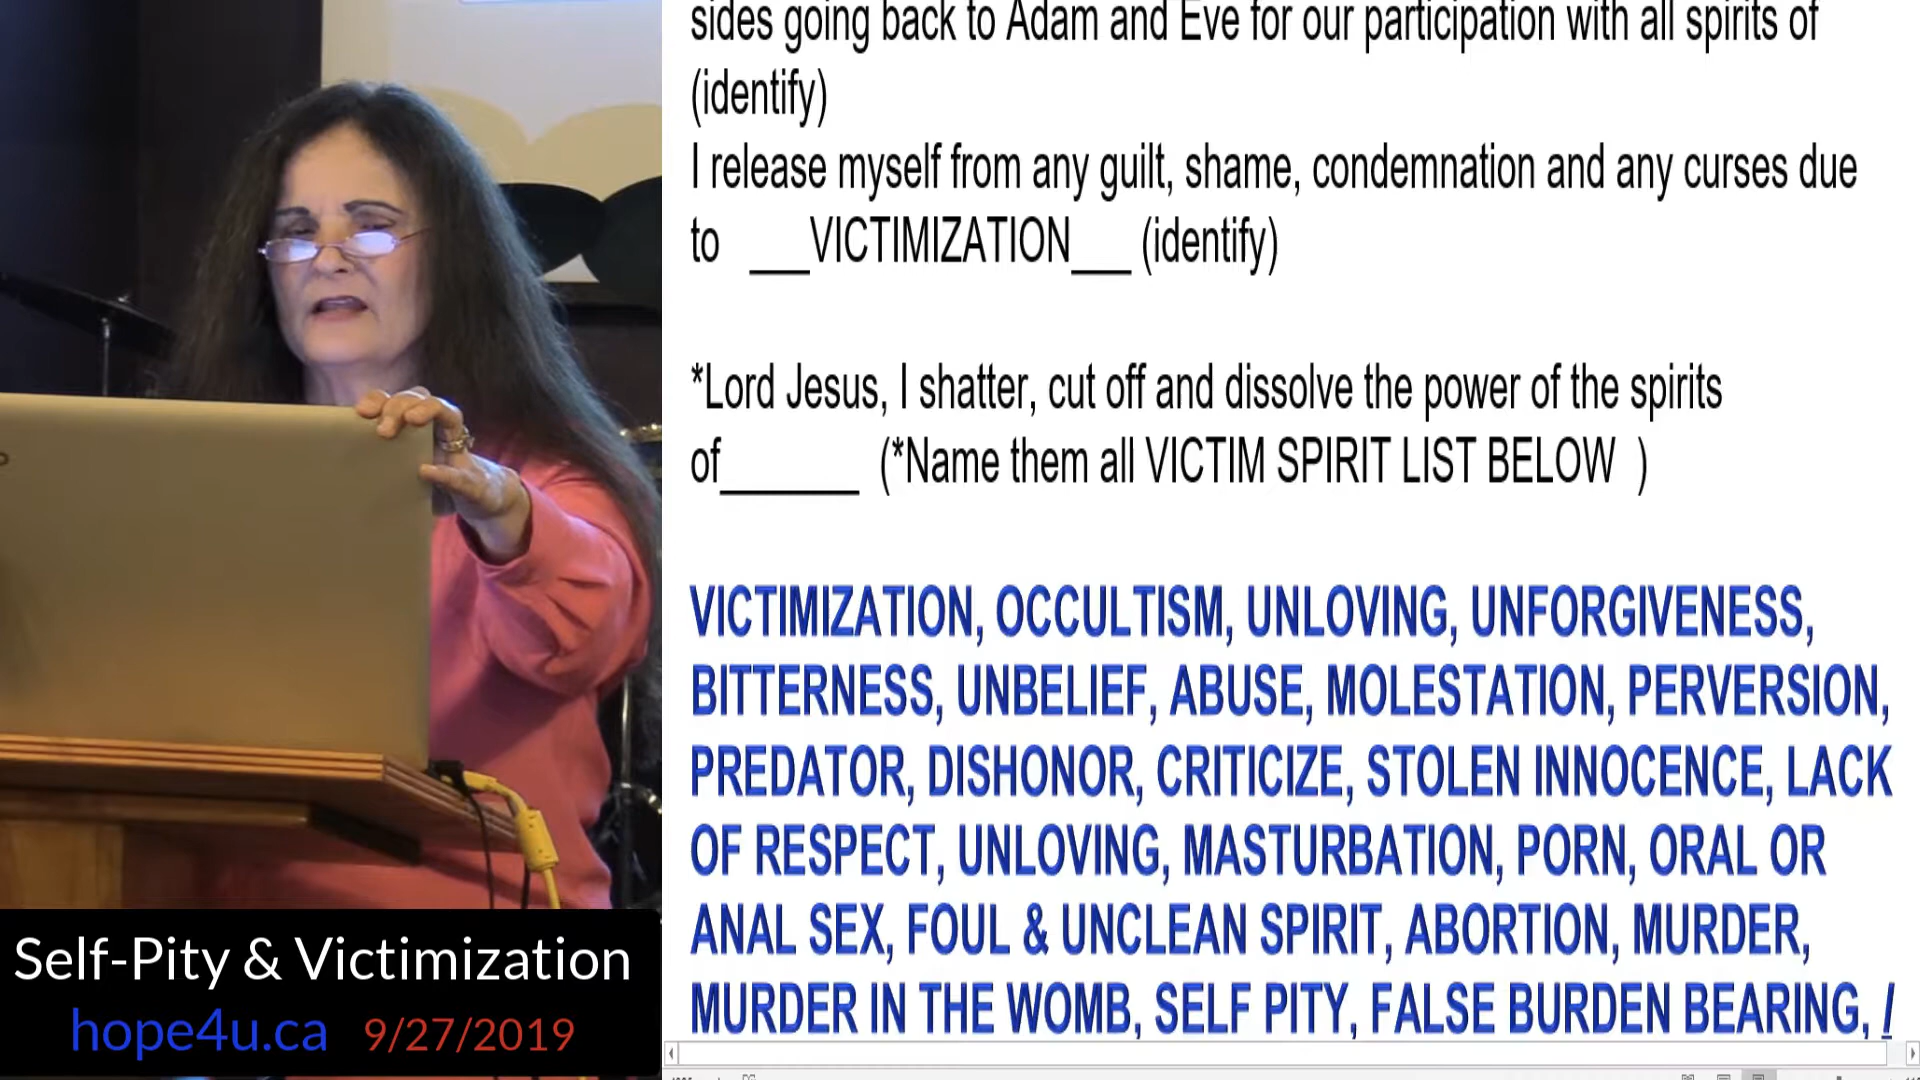 sides going back to Adam and Eve for our participation with all spirits of
(identify)
I release myself from any guilt, shame, condemnation and any curses due
to ___VICTIMIZATION___ (identify)
*Lord Jesus, I shatter, cut off and dissolve the power of the spirits
of_______ (*Name them all VICTIM SPIRIT LIST BELOW )
VICTIMIZATION, OCCULTISM, UNLOVING, UNFORGIVENESS,
BITTERNESS, UNBELIEF, ABUSE, MOLESTATION, PERVERSION,
PREDATOR, DISHONOR, CRITICIZE, STOLEN INNOCENCE, LACK
OF RESPECT, UNLOVING, MASTURBATION, PORN, ORAL OR
ANAL SEX, FOUL & UNCLEAN SPIRIT, ABORTION, MURDER,
MURDER IN THE WOMB, SELF PITY, FALSE BURDEN BEARING, I
Self-Pity & Victimization
hope4u.ca 9/27/2019